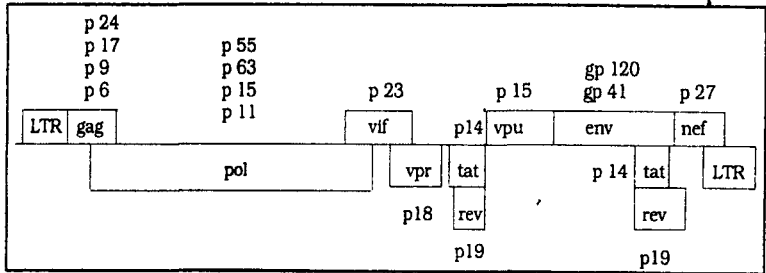 p 24
p 17 p 55
p 9 p 63 gp 120
p 6 p 15 p 23 p 15 gp 41 p 27
p 11
LTR gag vif p14 vpu env nef
pol vpr tat p 14 tat LTR
p18 rev rev
p19 p19